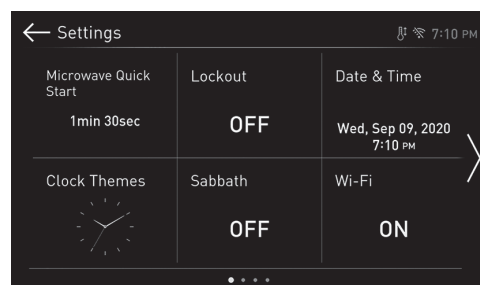 Settings
7:10 PM
Microwave Quick
Start
1min 30sec
Lockout
OFF
Date & Time
Wed, Sep 09, 2020
7:10 PM
Clock Themes
Sabbath
OFF
Wi-Fi
ON